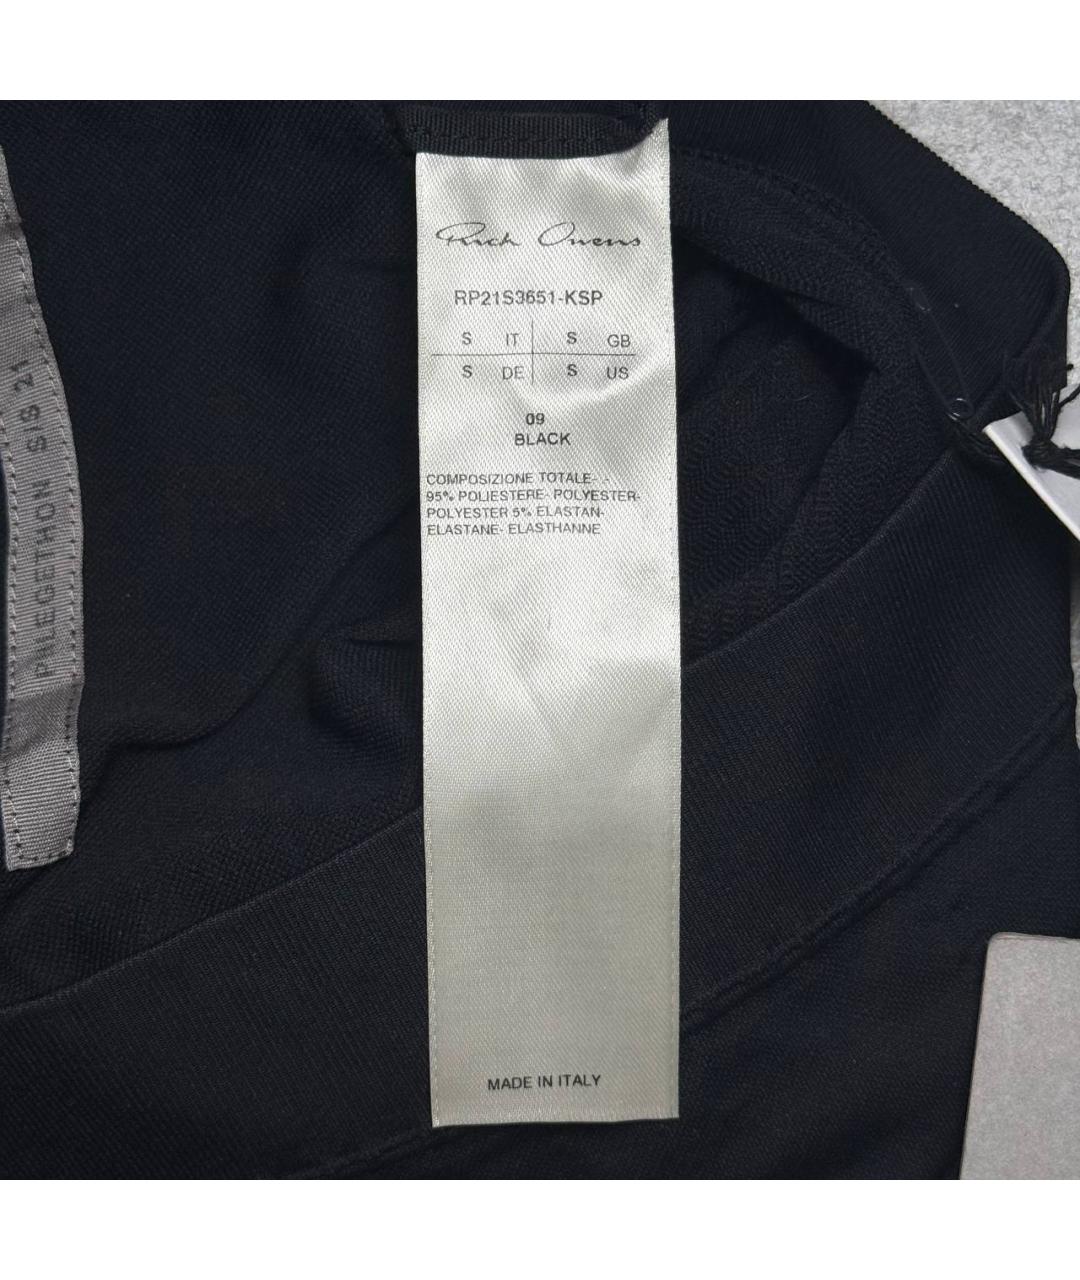 Rick Owens
RP21S3651-KSP
S IT S GB
S DE S US
09
BLACK
COMPOSIZIONE TOTALE- .-
95% POLIESTERE- POLYESTER-
POLYESTER 5% ELASTAN-
ELASTANE- ELASTHANNE
MADE IN ITALY
PHLEGETHON S/S 21